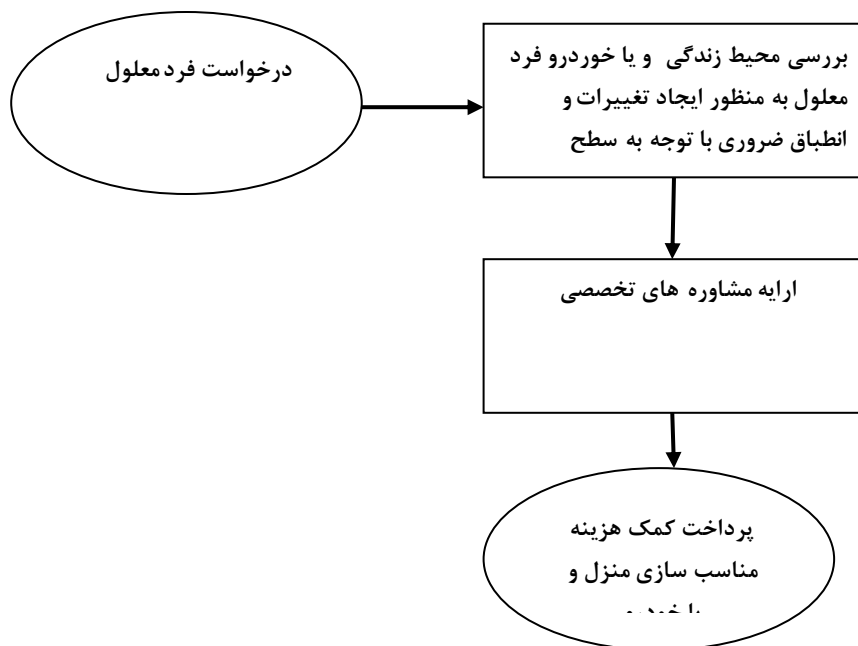 درخواست فرد معلول
بررسی محیط زندگی و یا خوردرو فرد
معلول به منظور ایجاد تغییرات و
انطباق ضروری با توجه به سطح
ارایه مشاوره های تخصصی
پرداخت کمک هزینه
مناسب سازی منزل و